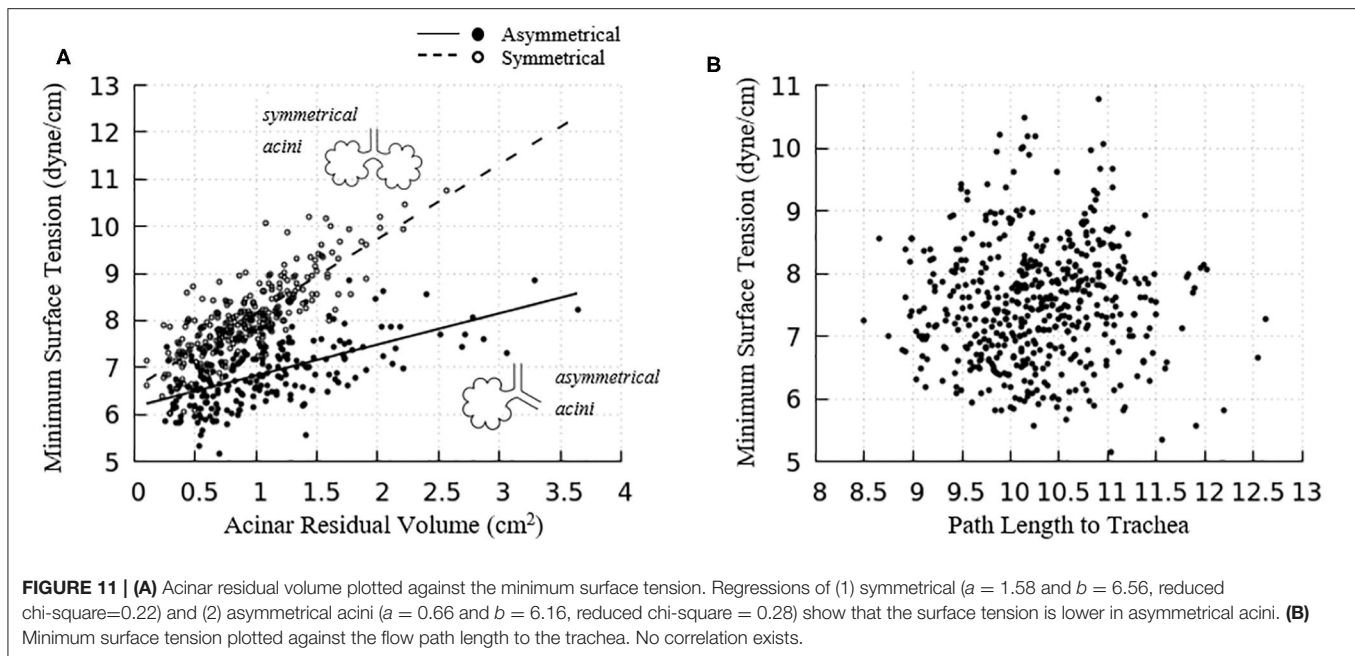 Asymmetrical
Symmetrical
A
Minimum Surface Tension (dyne/cm)
13
12
11
10
9
8
7
6
5
symmetrical
acini
asymmetrical
acini
0 0.5 1 1.5 2 2.5 3 3.5 4
Acinar Residual Volume (cm²)
B
Minimum Surface Tension (dyne/cm)
11
10
9
8
7
6
5
8 8.5 9 9.5 10 10.5 11 11.5 12 12.5 13
Path Length to Trachea
FIGURE 11 | (A) Acinar residual volume plotted against the minimum surface tension. Regressions of (1) symmetrical (a = 1.58 and b = 6.56, reduced
chi-square=0.22) and (2) asymmetrical acini (a = 0.66 and b = 6.16, reduced chi-square = 0.28) show that the surface tension is lower in asymmetrical acini. (B)
Minimum surface tension plotted against the flow path length to the trachea. No correlation exists.